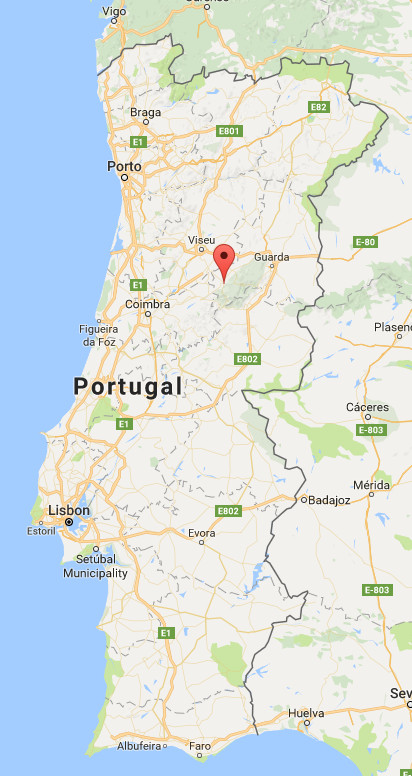 Vigo
Braga
E82
E801
E1
Porto
Viseu
E-80
Guarda
E1
Coimbra
Figueira
da Foz
Plasenc
E802
Portugal
Cáceres
E1
E-803
Mérida
Badajoz
Lisbon
E802
Estoril
Evora
Setúbal
Municipality
E-803
E1
Sev
Huelva
Albufeira
Faro